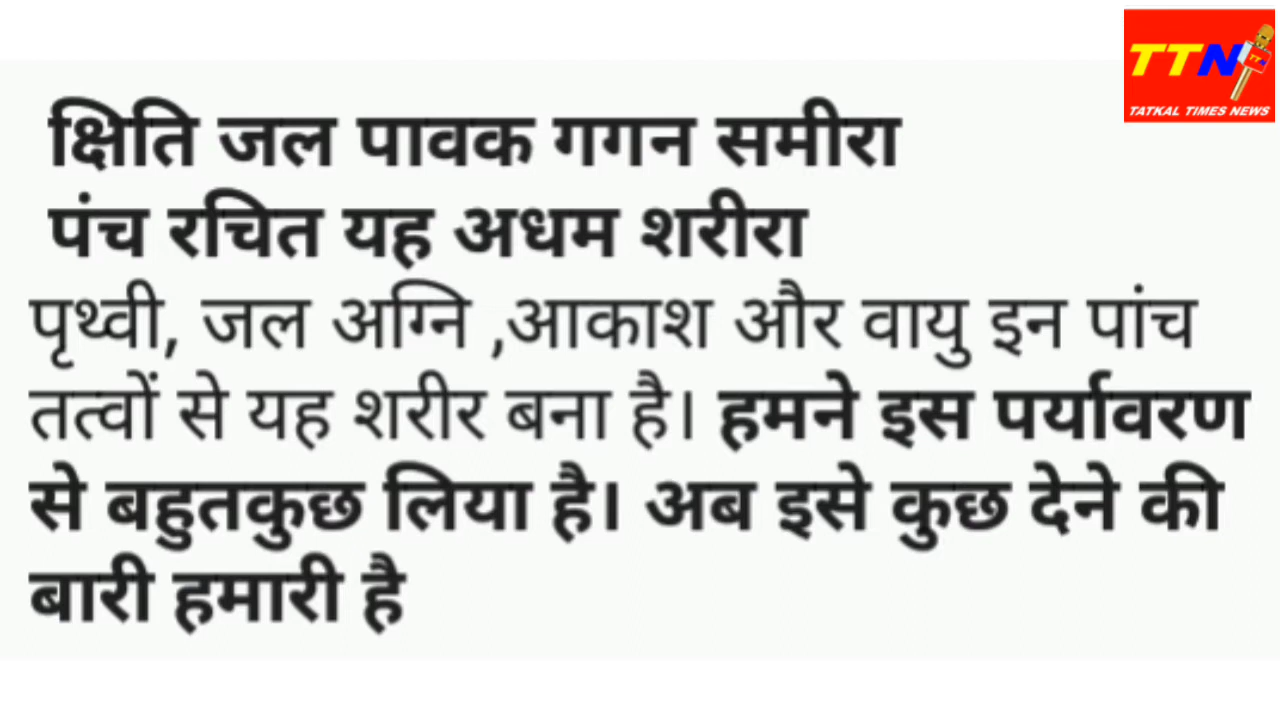 TTN
TATKAL TIMES NEWS
क्षिति जल पावक गगन समीरा
पंच रचित यह अधम शरीरा
पृथ्वी, जल अग्नि ,आकाश और वायु इन पांच
तत्वों से यह शरीर बना है। हमने इस पर्यावरण
से बहुतकुछ लिया है। अब इसे कुछ देने की
बारी हमारी है